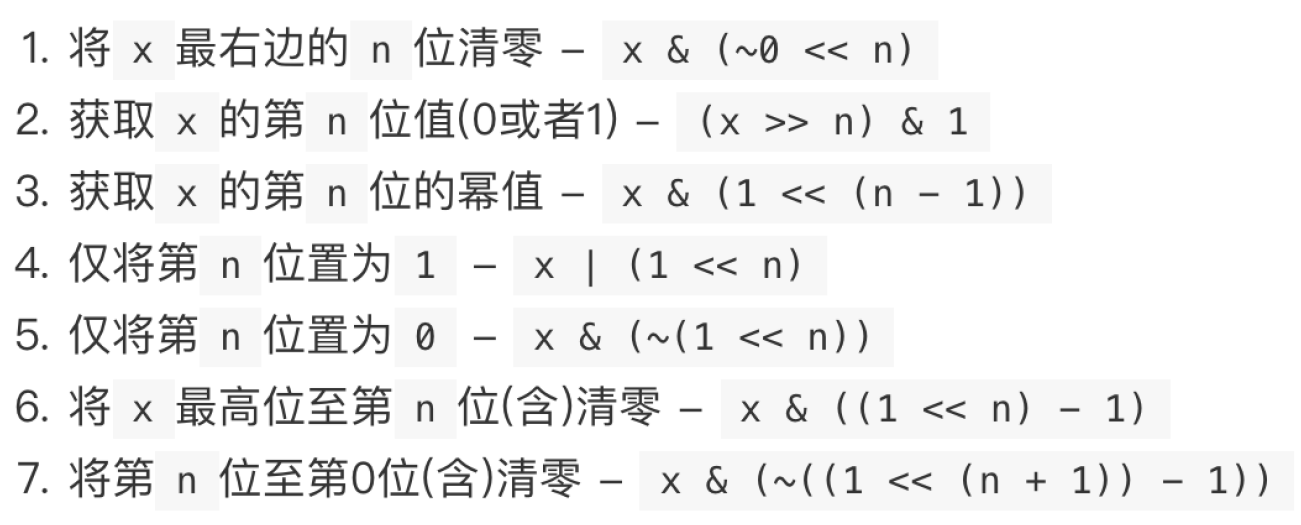 1. 将 x 最右边的 n 位清零 – x & (~0 << n)
2. 获取 x 的第 n 位值(0或者1) – (x >> n) & 1
3. 获取 x 的第 n 位的幂值 – x & (1 << (n - 1))
4. 仅将第 n 位置为 1 – x | (1 << n)
5. 仅将第 n 位置为 0 – x & (~(1 << n))
6. 将 x 最高位至第 n 位(含)清零 – x & ((1 << n) - 1)
7. 将第 n 位至第0位(含)清零 – x & (~((1 << (n + 1)) - 1))